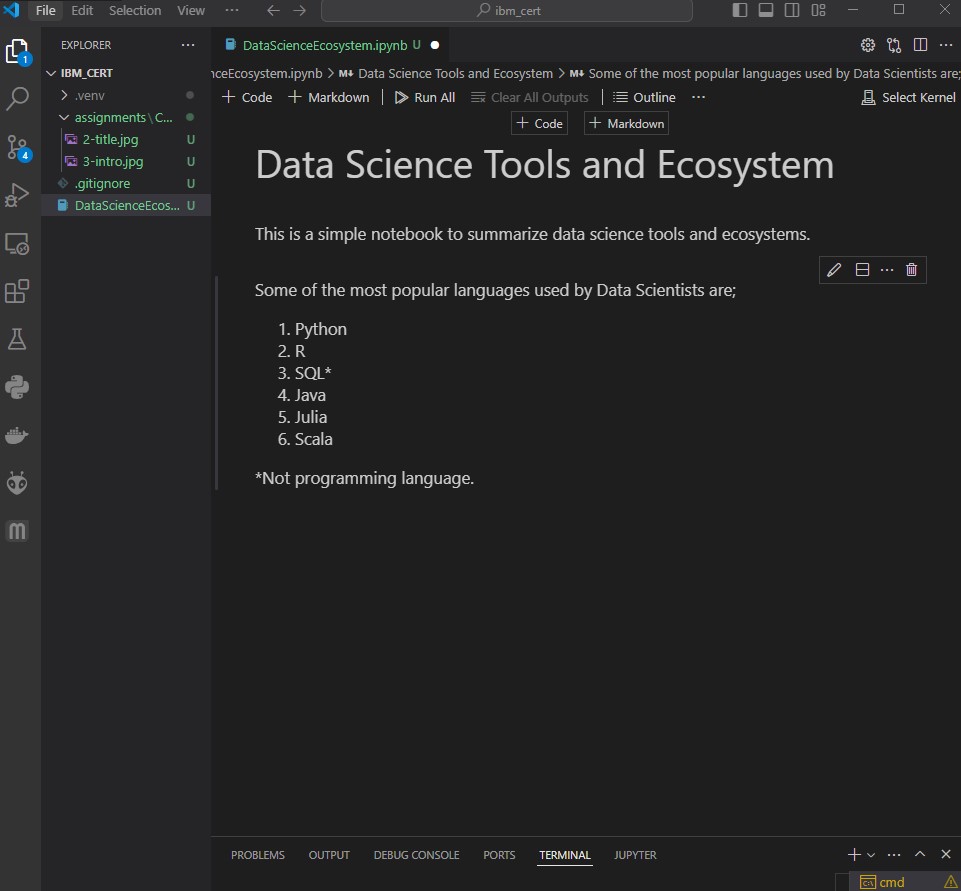 File Edit Selection View ··· ibm_cert
1
EXPLORER ···
IBM_CERT
.venv
assignments \ C...
2-title.jpg U
3-intro.jpg U
.gitignore U
DataScienceEcos... U
4
DataScienceEcosystem.ipynb U
nceEcosystem.ipynb > M Data Science Tools and Ecosystem > M Some of the most popular languages used by Data Scientists are;
+ Code + Markdown Run All Clear All Outputs Outline ··· Select Kernel
+ Code + Markdown
Data Science Tools and Ecosystem
This is a simple notebook to summarize data science tools and ecosystems.
Some of the most popular languages used by Data Scientists are;
1. Python
2. R
3. SQL*
4. Java
5. Julia
6. Scala
*Not programming language.
m
PROBLEMS OUTPUT DEBUG CONSOLE PORTS TERMINAL JUPYTER
cmd